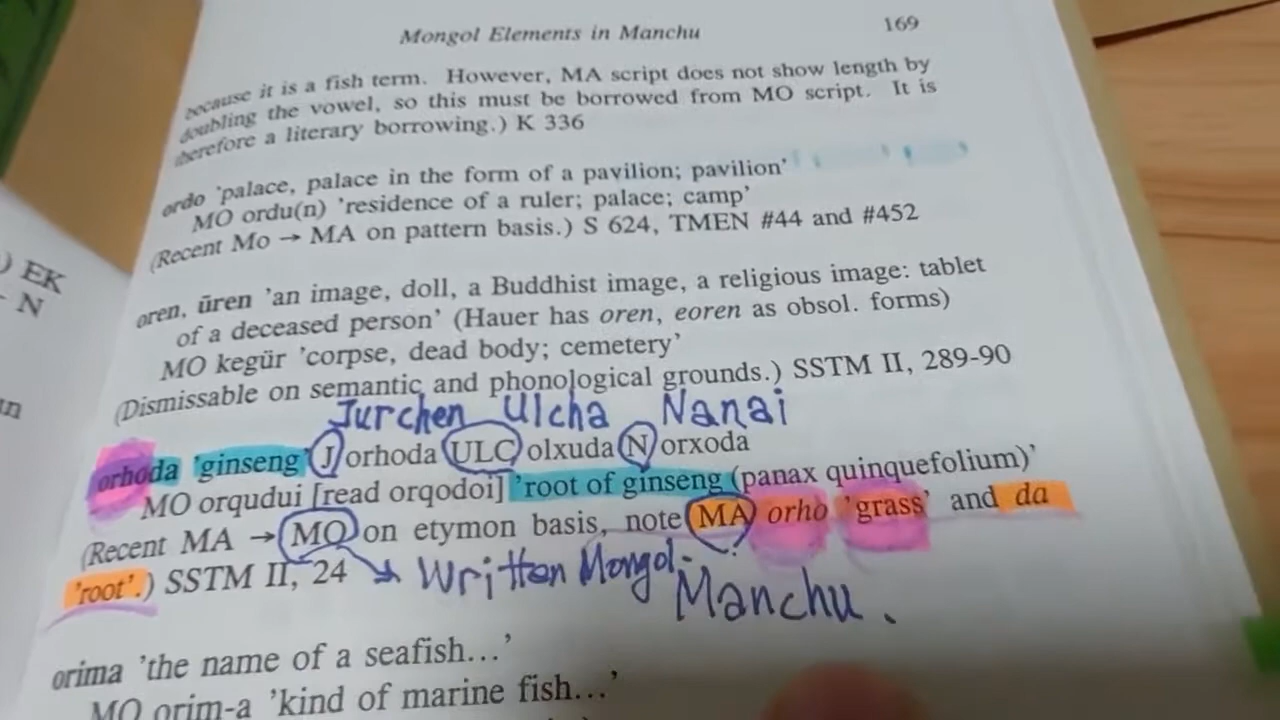 Mongol Elements in Manchu 169
because it is a fish term. However, MA script does not show length by
doubling the vowel, so this must be borrowed from MO script. It is
therefore a literary borrowing.) K 336
ordo 'palace, palace in the form of a pavilion; pavilion'
MO ordu(n) 'residence of a ruler; palace; camp'
(Recent Mo → MA on pattern basis.) S 624, TMEN #44 and #452
) EK
- N
oren, ūren 'an image, doll, a Buddhist image, a religious image: tablet
of a deceased person' (Hauer has oren, eoren as obsol. forms)
MO kegür 'corpse, dead body; cemetery'
(Dismissable on semantic and phonological grounds.) SSTM II, 289-90
Jurchen Ulcha Nanai
orhoda 'ginseng' J orhoda ULC olxuda N orxoda
MO orqudui [read orqodoi] 'root of ginseng (panax quinquefolium)'
(Recent MA → MO on etymon basis, note MA orho 'grass' and da
'root'.) SSTM II, 24
Written Mongol.
Manchu.
orima 'the name of a seafish...'
MO orim-a 'kind of marine fish...'